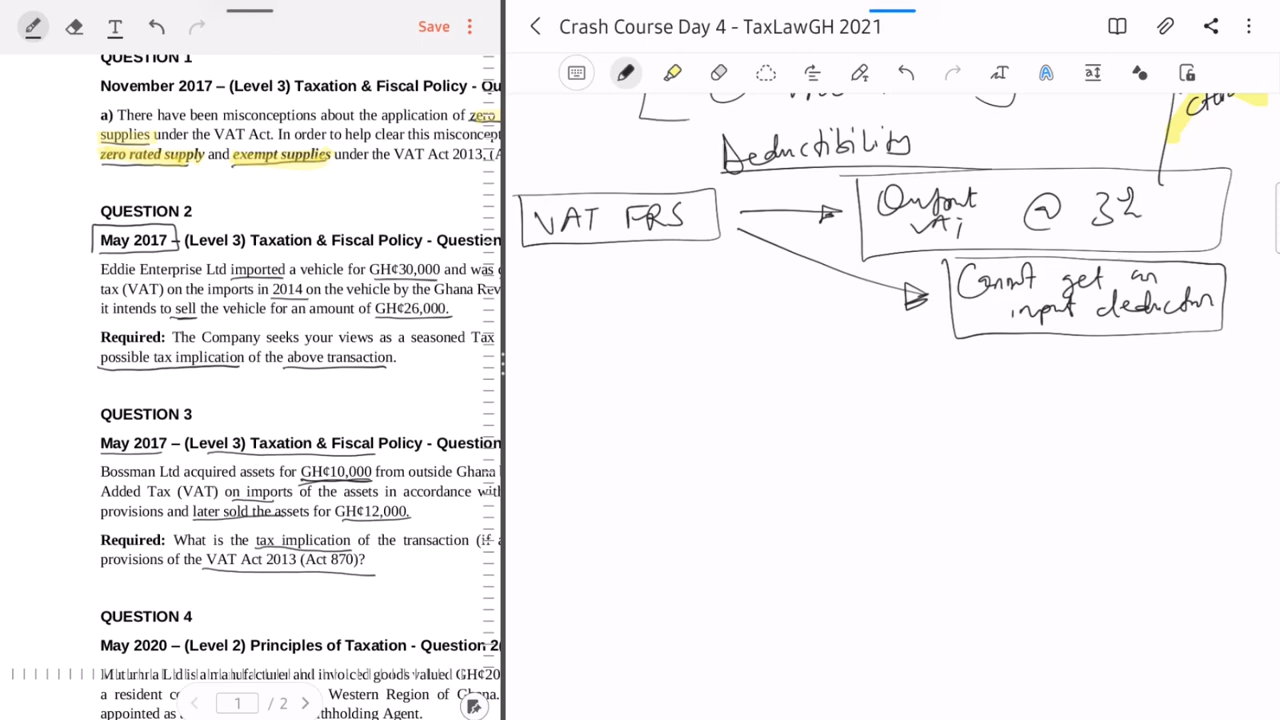 Save
QUESTION 1
November 2017 – (Level 3) Taxation & Fiscal Policy - Qu
a) There have been misconceptions about the application of zero
supplies under the VAT Act. In order to help clear this misconcept
zero rated supply and exempt supplies under the VAT Act 2013, (A
QUESTION 2
May 2017 – (Level 3) Taxation & Fiscal Policy - Question
Eddie Enterprise Ltd imported a vehicle for GH¢30,000 and was
tax (VAT) on the imports in 2014 on the vehicle by the Ghana Rev
it intends to sell the vehicle for an amount of GH¢26,000.
Required: The Company seeks your views as a seasoned Tax
possible tax implication of the above transaction.
QUESTION 3
May 2017 – (Level 3) Taxation & Fiscal Policy - Question
Bossman Ltd acquired assets for GH¢10,000 from outside Ghana
Added Tax (VAT) on imports of the assets in accordance with
provisions and later sold the assets for GH¢12,000.
Required: What is the tax implication of the transaction (if a
provisions of the VAT Act 2013 (Act 870)?
QUESTION 4
May 2020 – (Level 2) Principles of Taxation - Question 2(
and invoiced goods valued GH¢20
a resident co Western Region of Ghana.
appointed as thholding Agent.
1 / 2
Crash Course Day 4 - TaxLawGH 2021
Deductibility
VAT FRS
Output
VAT @ 3%
Cannot get an
input deduction